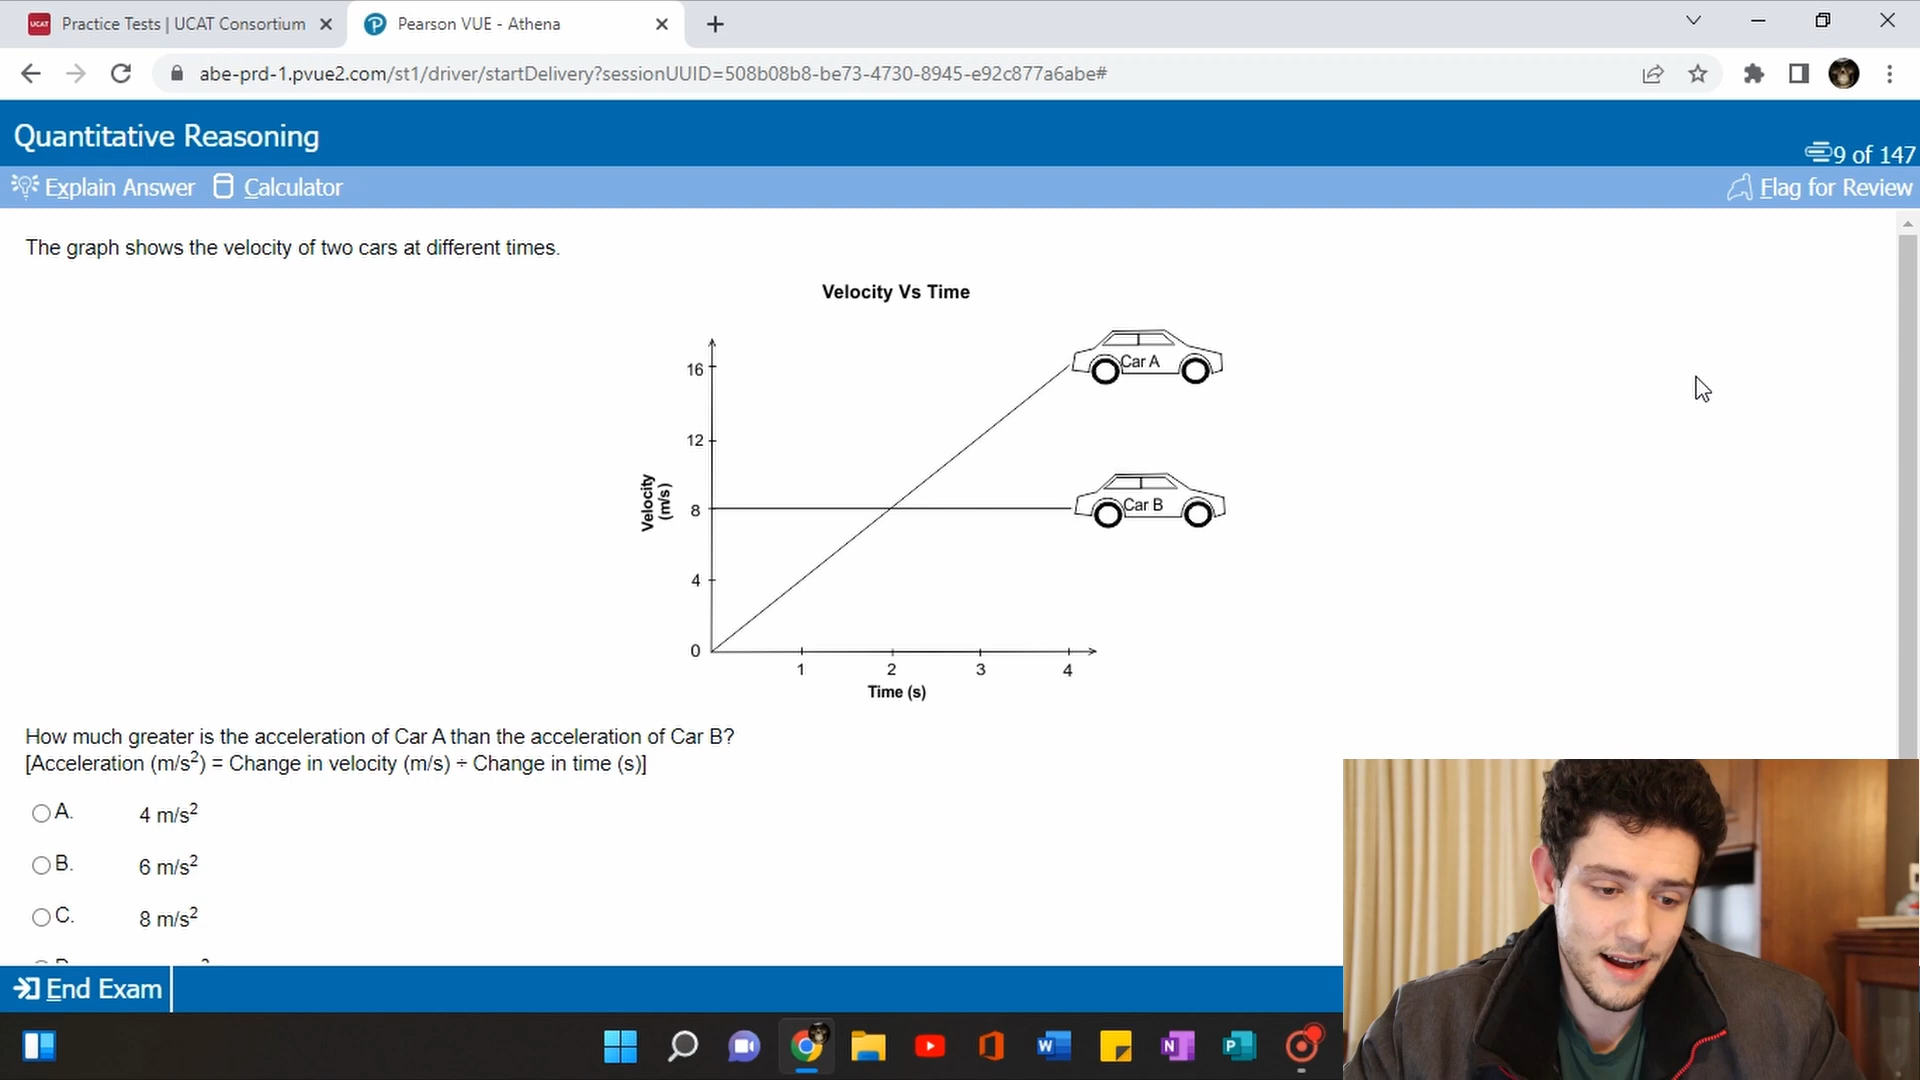 Practice Tests | UCAT Consortium
Pearson VUE - Athena
abe-prd-1.pvue2.com/st1/driver/startDelivery?sessionUUID=508b08b8-be73-4730-8945-e92c877a6abe#
Quantitative Reasoning
9 of 147
Explain Answer
Calculator
Flag for Review
The graph shows the velocity of two cars at different times.
Velocity Vs Time
16
12
8
4
0
Velocity
(m/s)
Car A
Car B
1 2 3 4
Time (s)
How much greater is the acceleration of Car A than the acceleration of Car B?
[Acceleration (m/s²) = Change in velocity (m/s) ÷ Change in time (s)]
A. 4 m/s²
B. 6 m/s²
C. 8 m/s²
End Exam